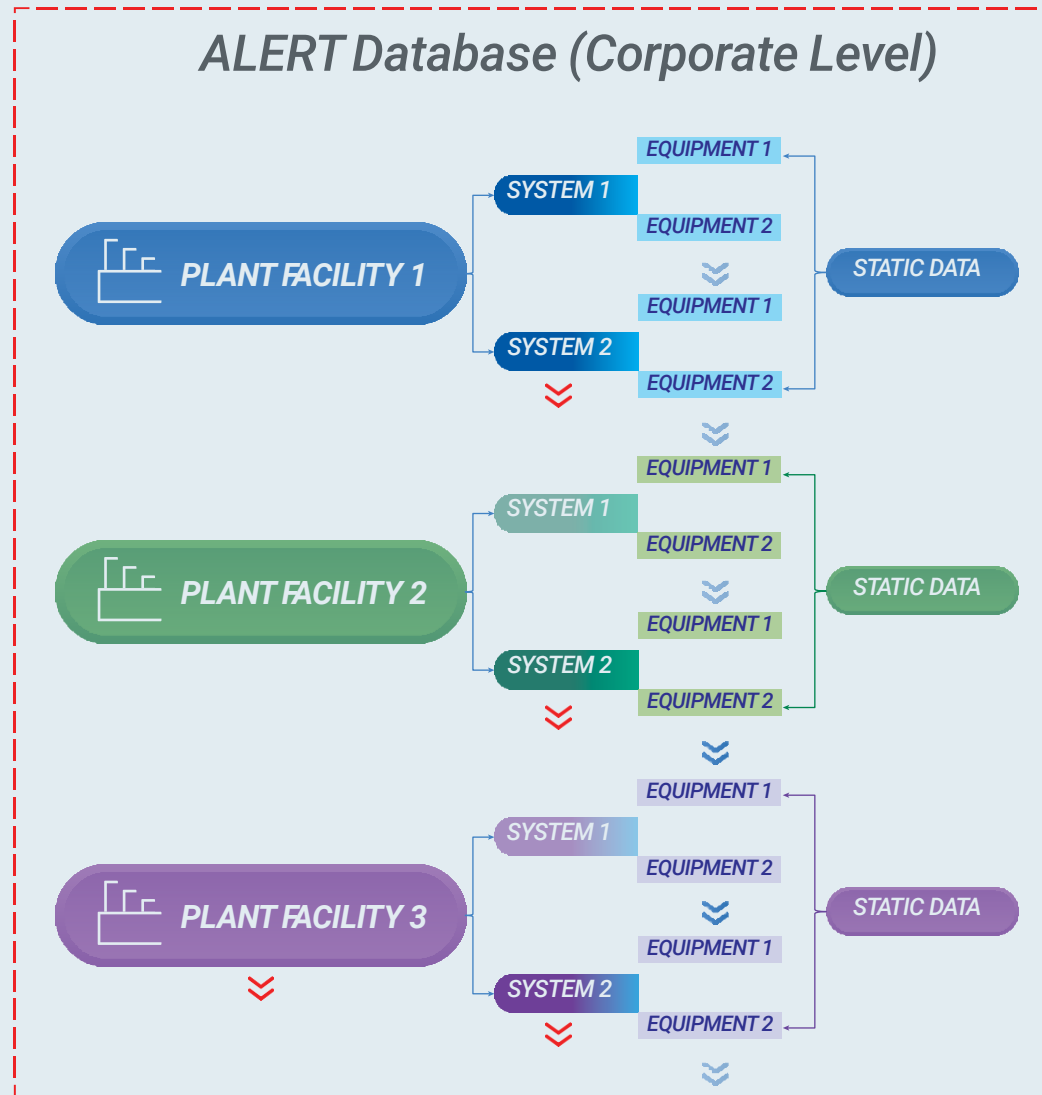 ALERT Database (Corporate Level)
EQUIPMENT 1
SYSTEM 1
EQUIPMENT 2
PLANT FACILITY 1
STATIC DATA
EQUIPMENT 1
SYSTEM 2
EQUIPMENT 2
EQUIPMENT 1
SYSTEM 1
EQUIPMENT 2
PLANT FACILITY 2
STATIC DATA
EQUIPMENT 1
SYSTEM 2
EQUIPMENT 2
EQUIPMENT 1
SYSTEM 1
EQUIPMENT 2
PLANT FACILITY 3
STATIC DATA
EQUIPMENT 1
SYSTEM 2
EQUIPMENT 2